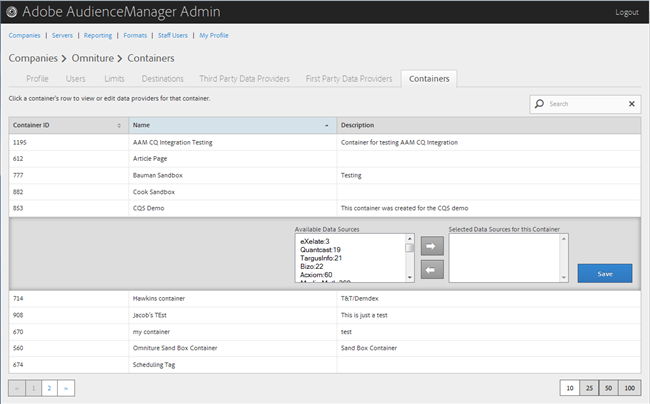 Adobe AudienceManager Admin
Logout
Companies | Servers | Reporting | Formats | Staff Users | My Profile
Companies > Omniture > Containers
Profile Users Limits Destinations Third Party Data Providers First Party Data Providers Containers
Click a container's row to view or edit data providers for that container.
Search
Container ID Name Description
1195 AAM CQ Integration Testing Container for testing AAM CQ Integration
612 Article Page
777 Bauman Sandbox Testing
882 Cook Sandbox
853 CQ5 Demo This container was created for the CQ5 demo
Available Data Sources Selected Data Sources for this Container
eXelate:3
Quantcast:19
TargusInfo:21
Bizo:22
Acxiom:60
Save
714 Hawkins container T&T/Demdex
908 Jacob's TEst This is just a test
670 my container test
560 Omniture Sand Box Container Sand Box Container
674 Scheduling Tag
« 1 2 » 10 25 50 100